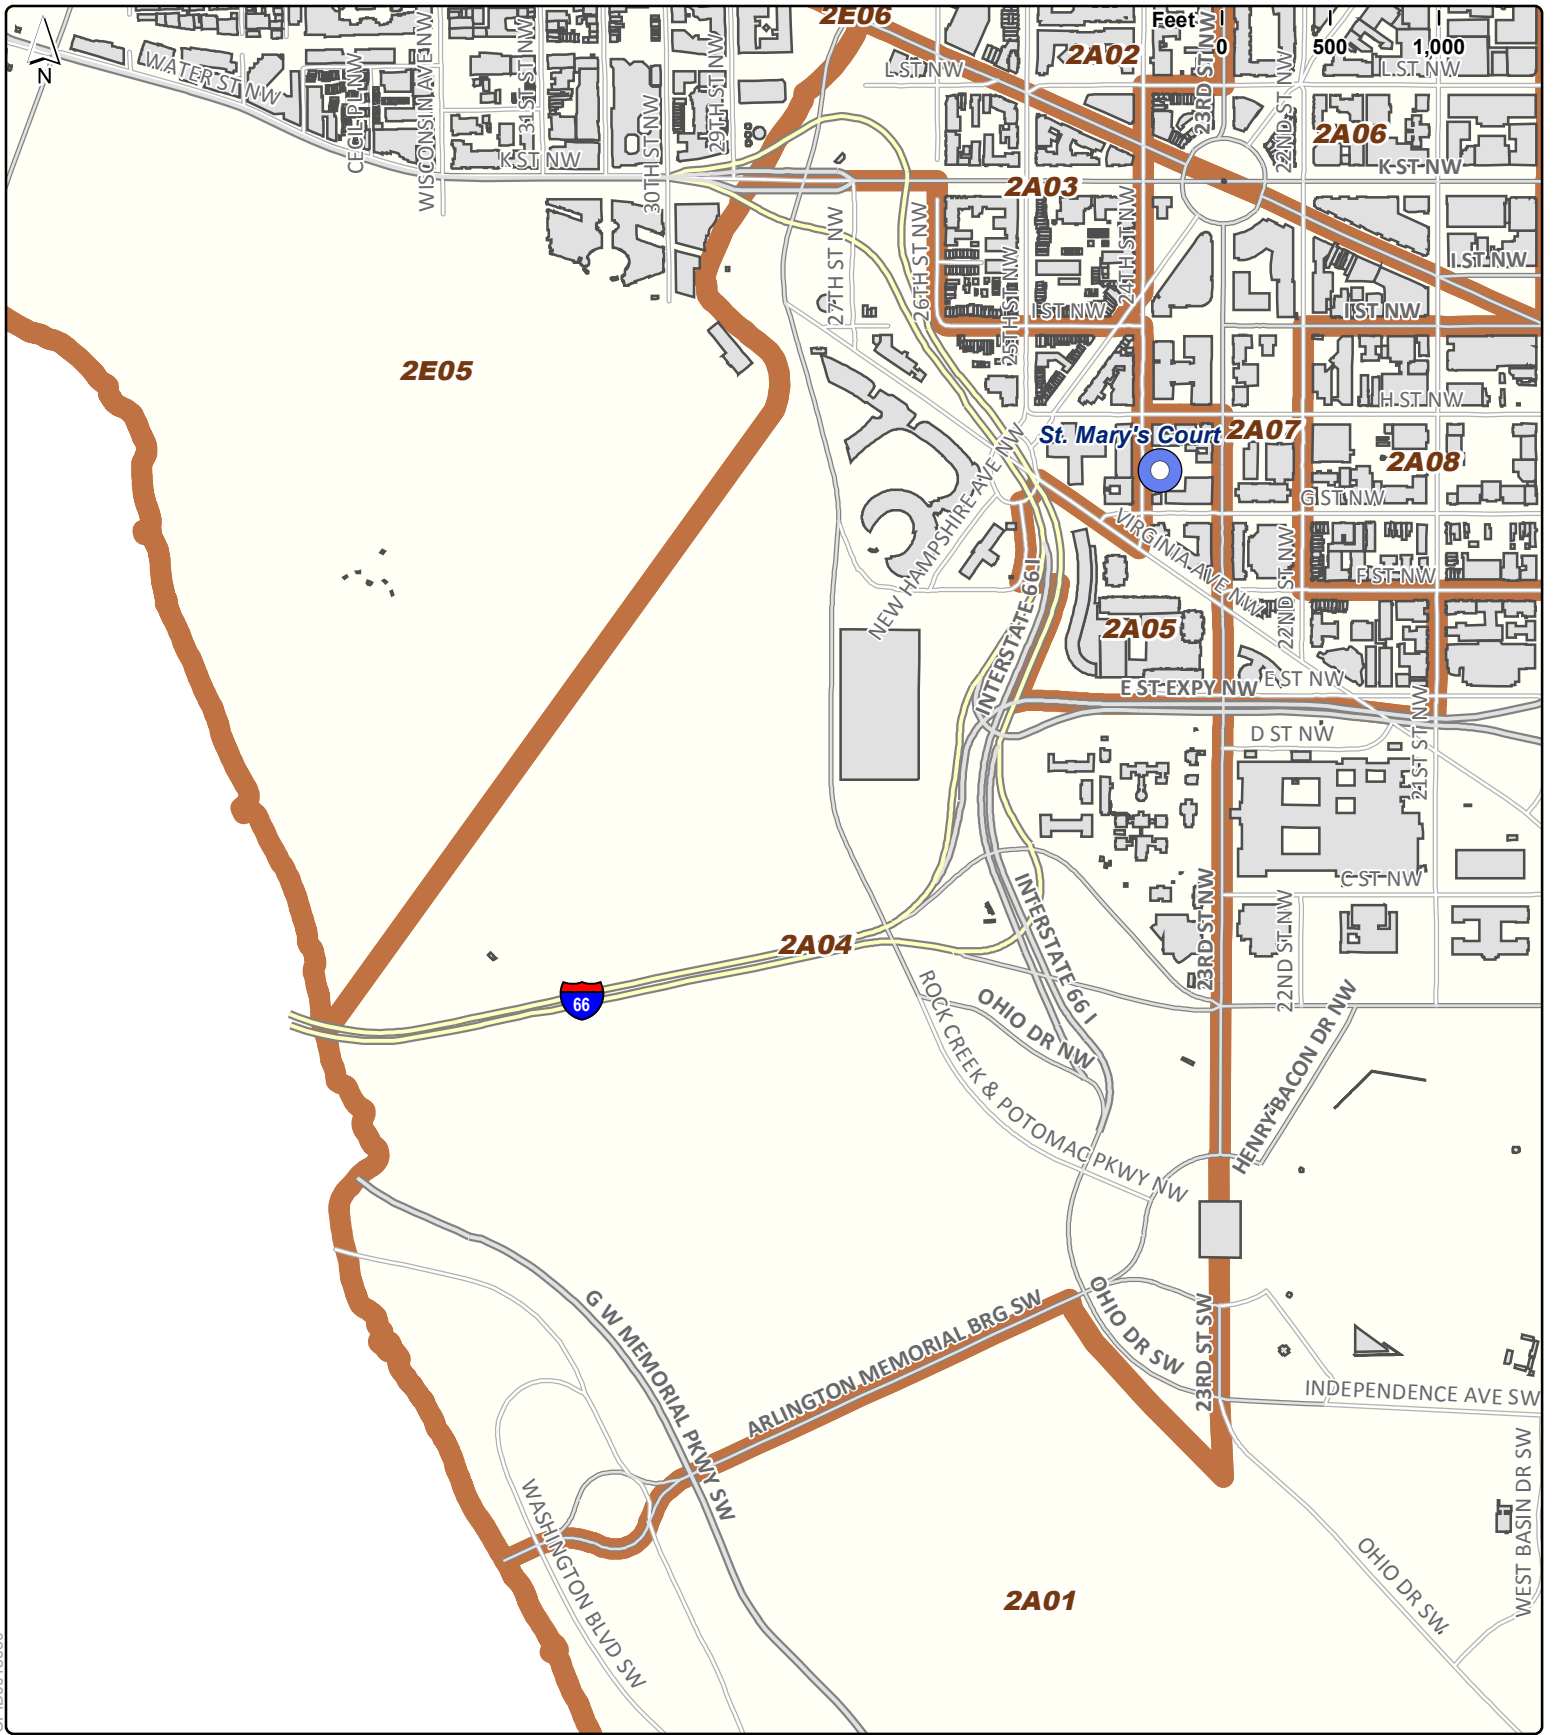 2E06
Feet
0
500
1,000
23RD ST NW
2A02
L ST NW
L ST NW
N
WATER ST NW
CECIL PL NW
WISCONSIN AVE NW
31ST ST NW
30TH ST NW
29TH ST NW
K ST NW
22ND ST NW
2A06
K ST NW
2A03
24TH ST NW
27TH ST NW
26TH ST NW
25TH ST NW
I ST NW
I ST NW
I ST NW
2E05
H ST NW
St. Mary's Court
2A07
2A08
G ST NW
NEW HAMPSHIRE AVE NW
VIRGINIA AVE NW
22ND ST NW
F ST NW
INTERSTATE 66 I
2A05
E ST EXPY NW
E ST NW
D ST NW
21ST ST NW
C ST NW
2A04
66
INTERSTATE 66 I
23RD ST NW
22ND ST NW
OHIO DR NW
ROCK CREEK & POTOMAC PKWY NW
HENRY BACON DR NW
G W MEMORIAL PKWY SW
ARLINGTON MEMORIAL BRG SW
OHIO DR SW
23RD ST SW
INDEPENDENCE AVE SW
WASHINGTON BLVD SW
WEST BASIN DR SW
OHIO DR SW
2A01